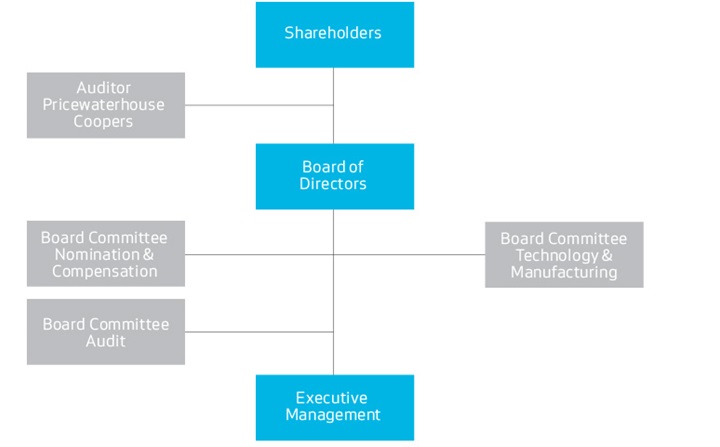 Shareholders
Auditor
Pricewaterhouse
Coopers
Board of
Directors
Board Committee
Nomination &
Compensation
Board Committee
Technology &
Manufacturing
Board Committee
Audit
Executive
Management